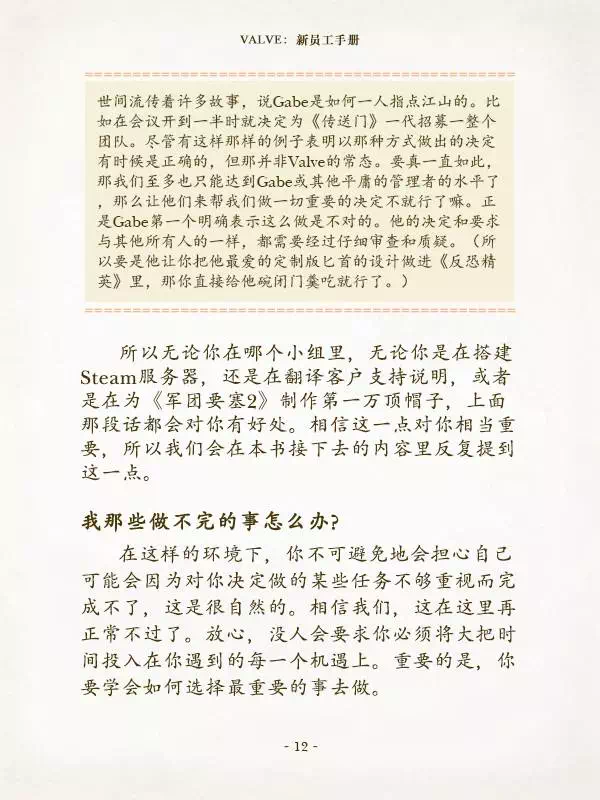 VALVE：新员工手册
世间流传着许多故事，说Gabe是如何一人指点江山的。比
如在会议开到一半时就决定为《传送门》一代招募一整个
团队。尽管有这样那样的例子表明以那种方式做出的决定
有时候是正确的，但那并非Valve的常态。要真一直如此，
那我们至多也只能达到Gabe或其他平庸的管理者的水平了
，那么让他们来帮我们做一切重要的决定不就行了嘛。正
是Gabe第一个明确表示这么做是不对的。他的决定和要求
与其他所有人的一样，都需要经过仔细审查和质疑。（所
以要是他让你把他最爱的定制版匕首的设计做进《反恐精
英》里，那你直接给他碗闭门羹吃就行了。）
所以无论你在哪个小组里，无论你是在搭建
Steam服务器，还是在翻译客户支持说明，或者
是在为《军团要塞2》制作第一万顶帽子，上面
那段话都会对你有好处。相信这一点对你相当重
要，所以我们会在本书接下去的内容里反复提到
这一点。
我那些做不完的事怎么办？
在这样的环境下，你不可避免地会担心自己
可能会因为对你决定做的某些任务不够重视而完
成不了，这是很自然的。相信我们，这在这里再
正常不过了。放心，没人会要求你必须将大把时
间投入在你遇到的每一个机遇上。重要的是，你
要学会如何选择最重要的事去做。
- 12 -